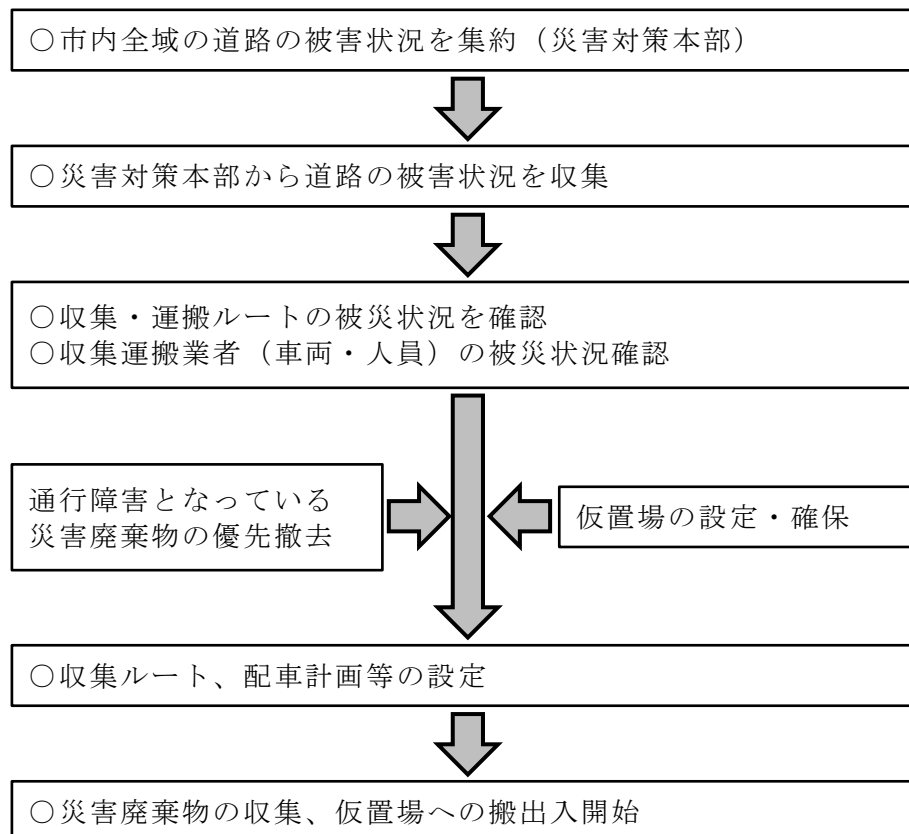 ○市内全域の道路の被害状況を集約（災害対策本部）
○災害対策本部から道路の被害状況を収集
○収集・運搬ルートの被災状況を確認
○収集運搬業者（車両・人員）の被災状況確認
通行障害となっている
災害廃棄物の優先撤去
仮置場の設定・確保
○収集ルート、配車計画等の設定
○災害廃棄物の収集、仮置場への搬出入開始